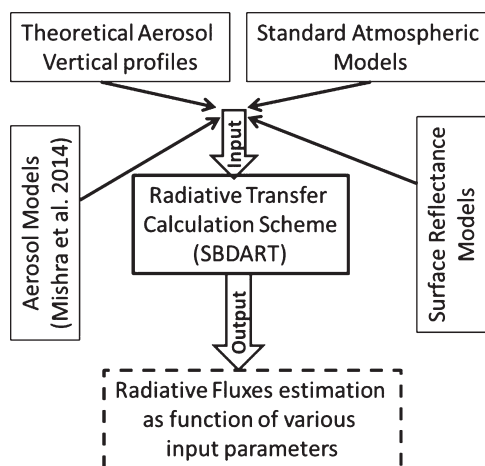 Theoretical Aerosol
Vertical profiles
Standard Atmospheric
Models
Input
Aerosol Models
(Mishra et al. 2014)
Radiative Transfer
Calculation Scheme
(SBDART)
Surface Reflectance
Models
Output
Radiative Fluxes estimation
as function of various
input parameters